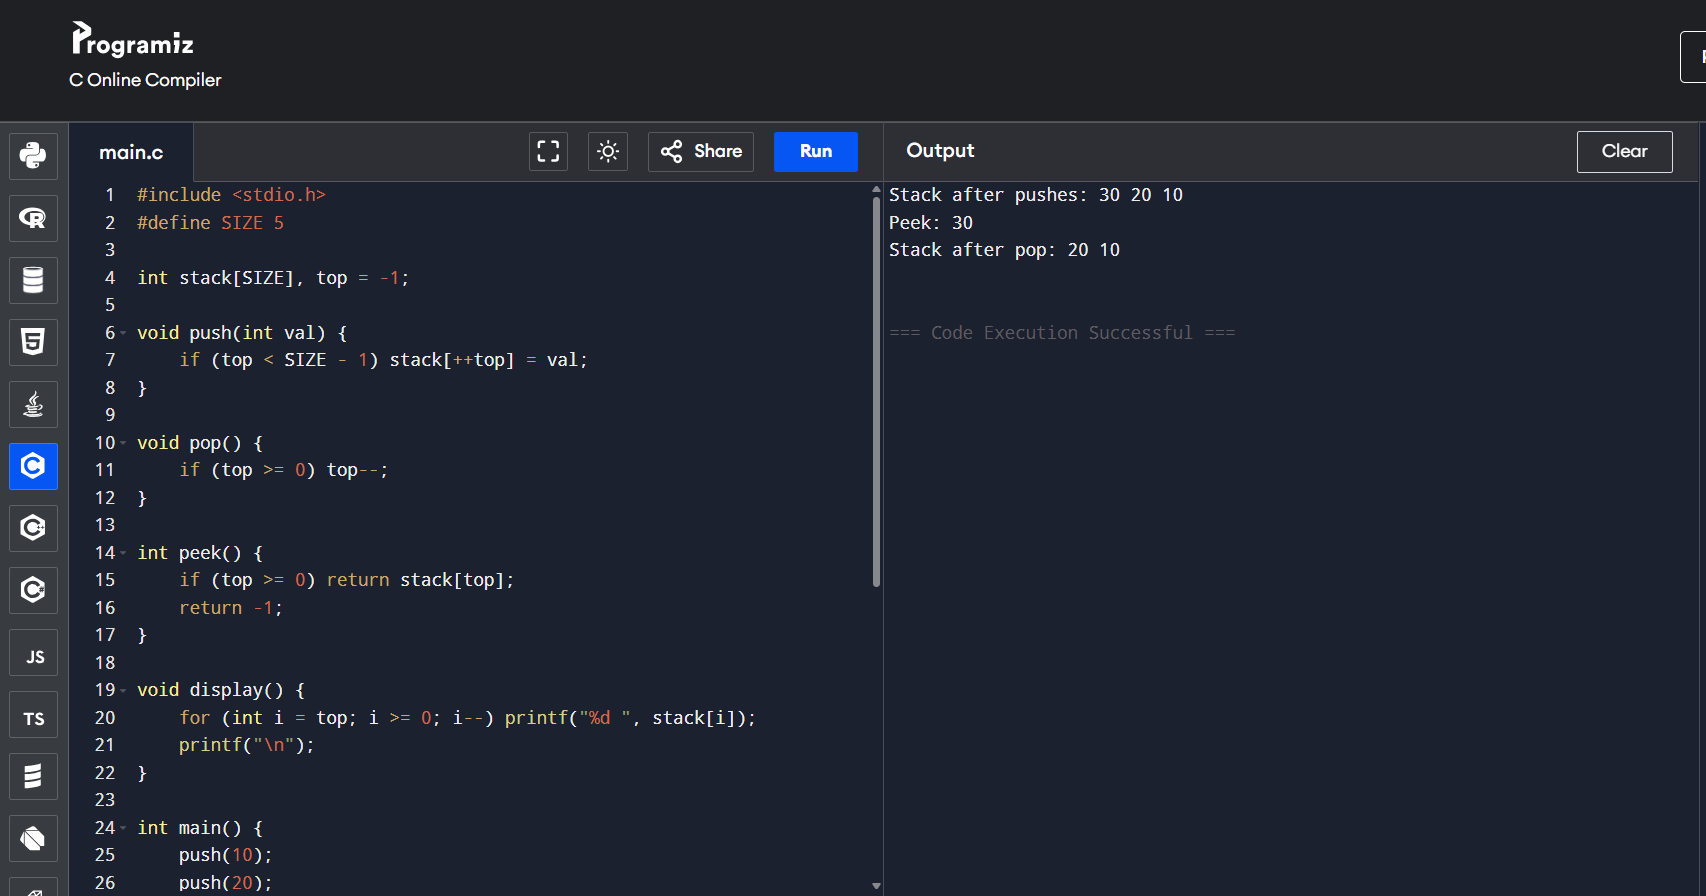 Programiz
C Online Compiler
main.c
Share
Run
Output
Clear
1 #include <stdio.h>
2 #define SIZE 5
3
4 int stack[SIZE], top = -1;
5
6 void push(int val) {
7     if (top < SIZE - 1) stack[++top] = val;
8 }
9
10 void pop() {
11     if (top >= 0) top--;
12 }
13
14 int peek() {
15     if (top >= 0) return stack[top];
16     return -1;
17 }
18
19 void display() {
20     for (int i = top; i >= 0; i--) printf("%d ", stack[i]);
21     printf("\n");
22 }
23
24 int main() {
25     push(10);
26     push(20);
Stack after pushes: 30 20 10
Peek: 30
Stack after pop: 20 10
=== Code Execution Successful ===
R
5
C
C++
C
JS
TS